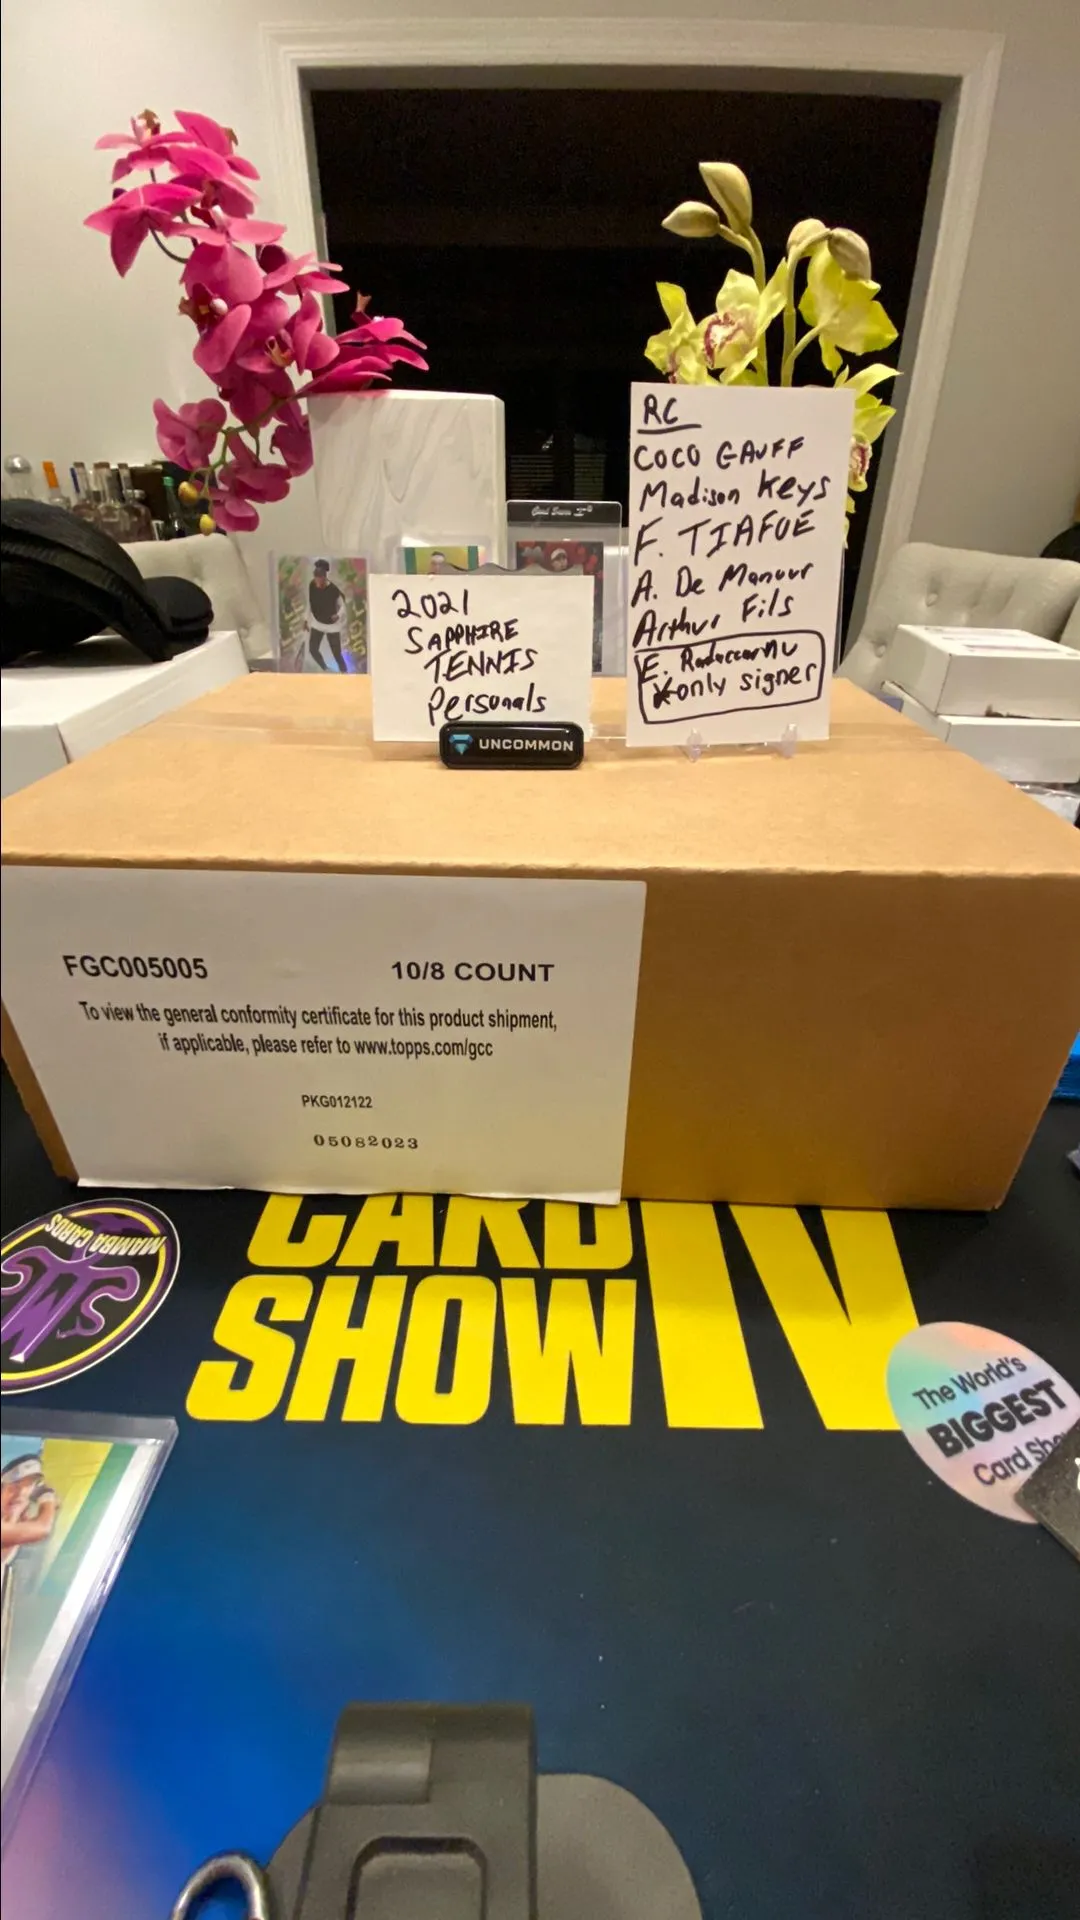 RC
COCO GAUFF
Madison Keys
F. TIAFOE
A. De Manuur
Arthur Fils
E. Raduccarnu
*only signer
2021
SAPPHIRE
TENNIS
Personals
UNCOMMON
FGC005005 10/8 COUNT
To view the general conformity certificate for this product shipment,
if applicable, please refer to www.topps.com/gcc
PKG012122
05082023
MAMBA CARDS
CARD
SHOW IV
The World's
BIGGEST
Card